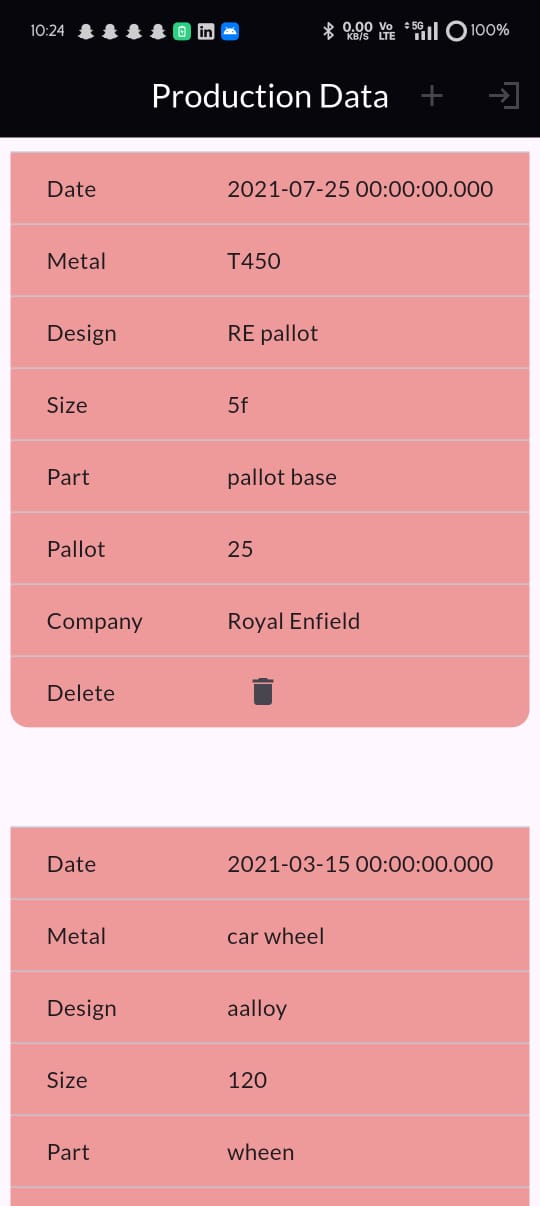 10:24 0.00 KB/S Vo LTE 5G 100%
Production Data
Date 2021-07-25 00:00:00.000
Metal T450
Design RE pallot
Size 5f
Part pallot base
Pallot 25
Company Royal Enfield
Delete
Date 2021-03-15 00:00:00.000
Metal car wheel
Design aalloy
Size 120
Part wheen